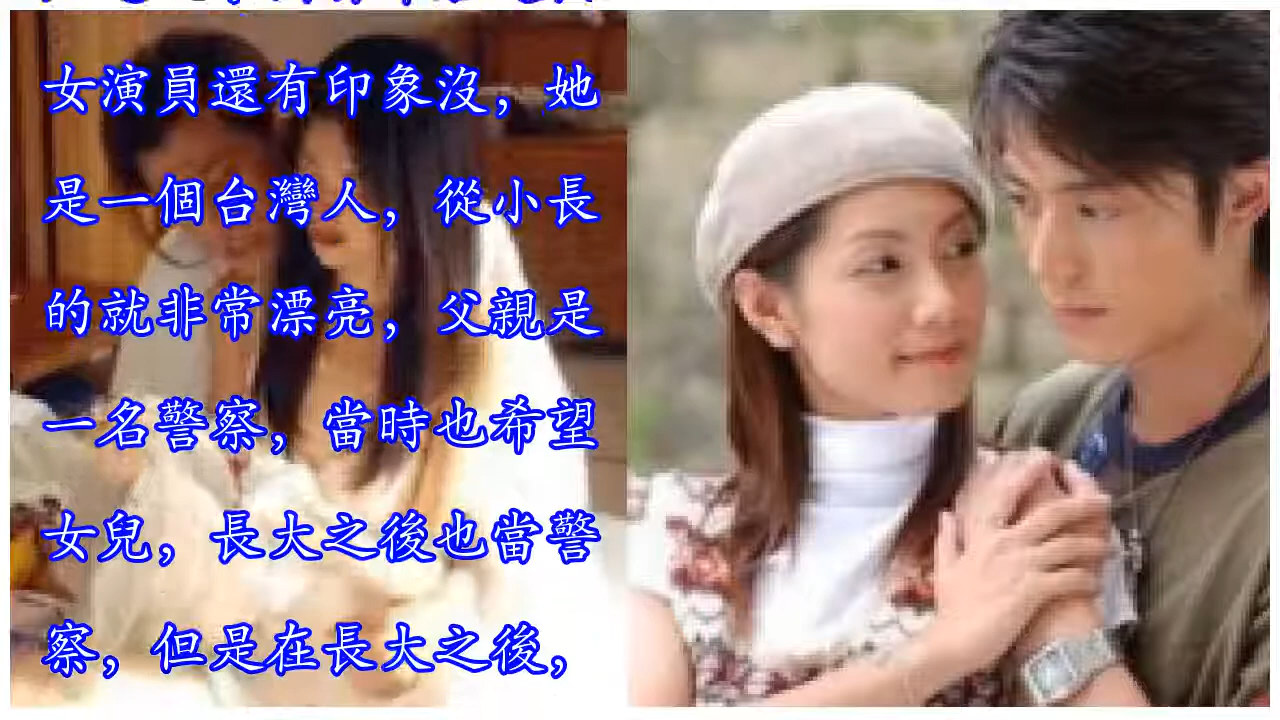 女演員還有印象沒，她
是一個台灣人，從小長
的就非常漂亮，父親是
一名警察，當時也希望
女兒，長大之後也當警
察，但是在長大之後，